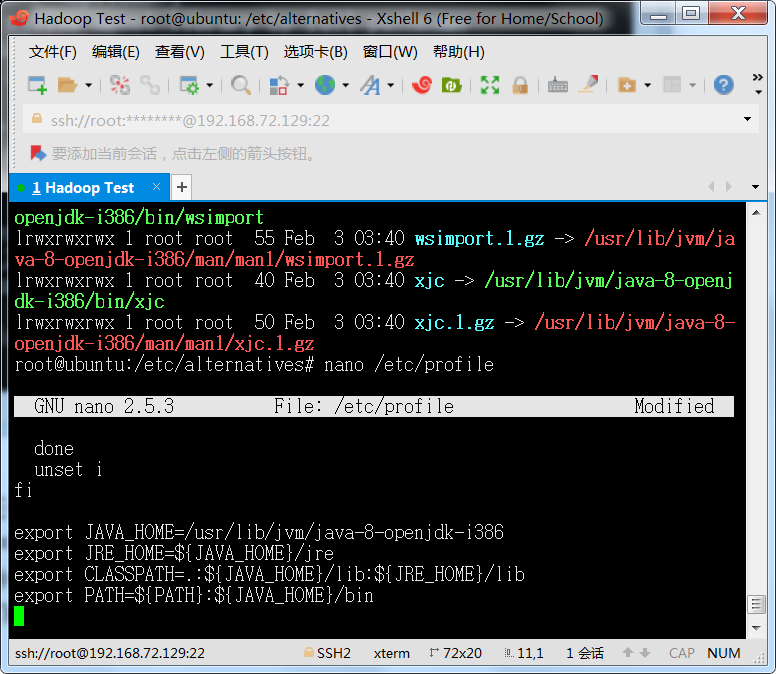 Hadoop Test - root@ubuntu: /etc/alternatives - Xshell 6 (Free for Home/School)
文件(F) 编辑(E) 查看(V) 工具(T) 选项卡(B) 窗口(W) 帮助(H)
ssh://root:********@192.168.72.129:22
要添加当前会话，点击左侧的箭头按钮。
1 Hadoop Test
openjdk-i386/bin/wsimport
lrwxrwxrwx 1 root root  55 Feb  3 03:40 wsimport.1.gz -> /usr/lib/jvm/ja
va-8-openjdk-i386/man/man1/wsimport.1.gz
lrwxrwxrwx 1 root root  40 Feb  3 03:40 xjc -> /usr/lib/jvm/java-8-openj
dk-i386/bin/xjc
lrwxrwxrwx 1 root root  50 Feb  3 03:40 xjc.1.gz -> /usr/lib/jvm/java-8-
openjdk-i386/man/man1/xjc.1.gz
root@ubuntu:/etc/alternatives# nano /etc/profile
GNU nano 2.5.3          File: /etc/profile                  Modified
done
unset i
fi
export JAVA_HOME=/usr/lib/jvm/java-8-openjdk-i386
export JRE_HOME=${JAVA_HOME}/jre
export CLASSPATH=.:${JAVA_HOME}/lib:${JRE_HOME}/lib
export PATH=${PATH}:${JAVA_HOME}/bin
ssh://root@192.168.72.129:22 SSH2 xterm 72x20 11,1 1 会话 CAP NUM